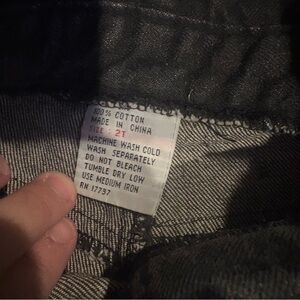 100% COTTON
MADE IN CHINA
SIZE : 2T
MACHINE WASH COLD
WASH SEPARATELY
DO NOT BLEACH
TUMBLE DRY LOW
USE MEDIUM IRON
RN 17737